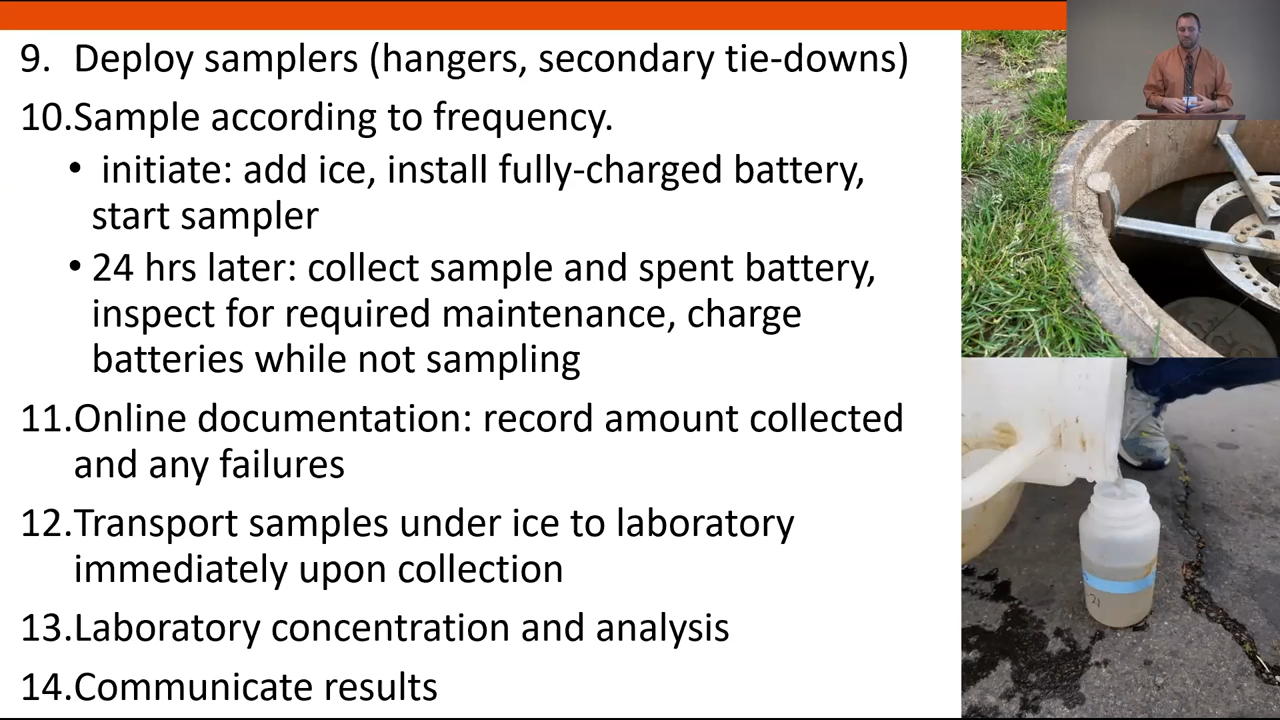 9. Deploy samplers (hangers, secondary tie-downs)
10.Sample according to frequency.
• initiate: add ice, install fully-charged battery,
start sampler
• 24 hrs later: collect sample and spent battery,
inspect for required maintenance, charge
batteries while not sampling
11.Online documentation: record amount collected
and any failures
12.Transport samples under ice to laboratory
immediately upon collection
13.Laboratory concentration and analysis
14.Communicate results
21